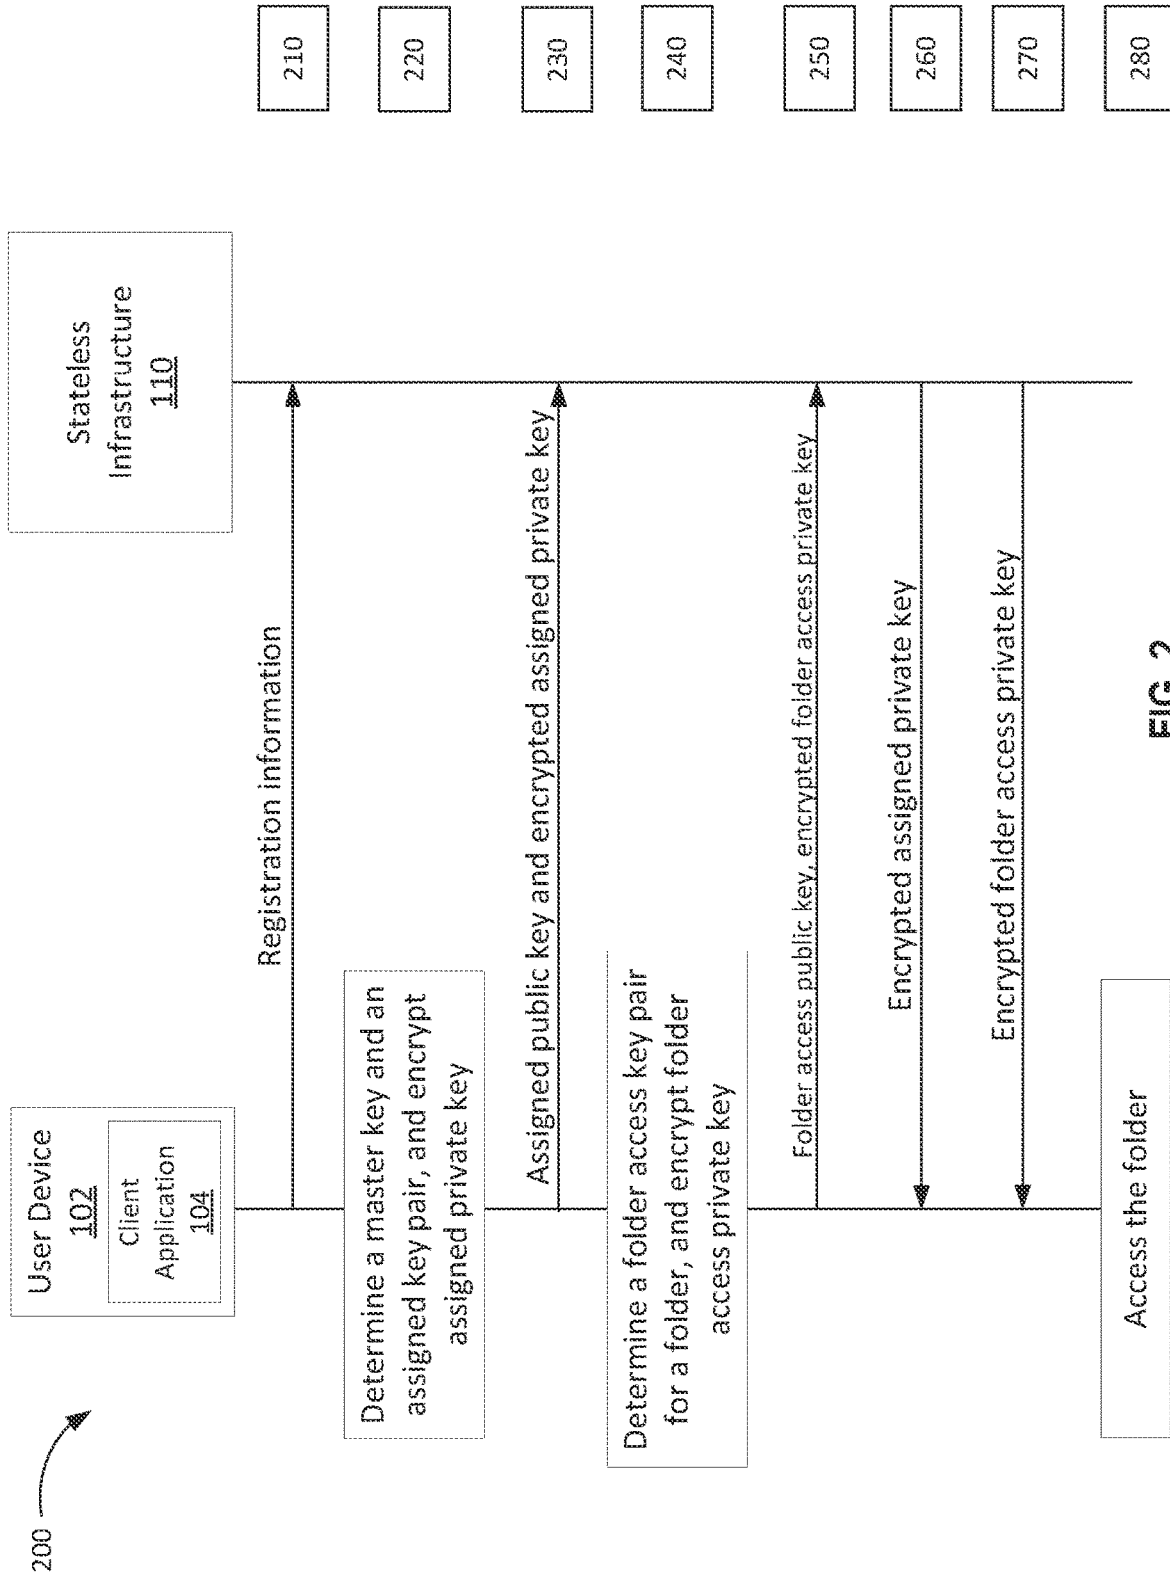 200
User Device
102
Client
Application
104
Stateless
Infrastructure
110
Registration information
210
Determine a master key and an
assigned key pair, and encrypt
assigned private key
220
Assigned public key and encrypted assigned private key
230
Determine a folder access key pair
for a folder, and encrypt folder
access private key
240
Folder access public key, encrypted folder access private key
250
Encrypted assigned private key
260
Encrypted folder access private key
270
Access the folder
280
FIG. 2